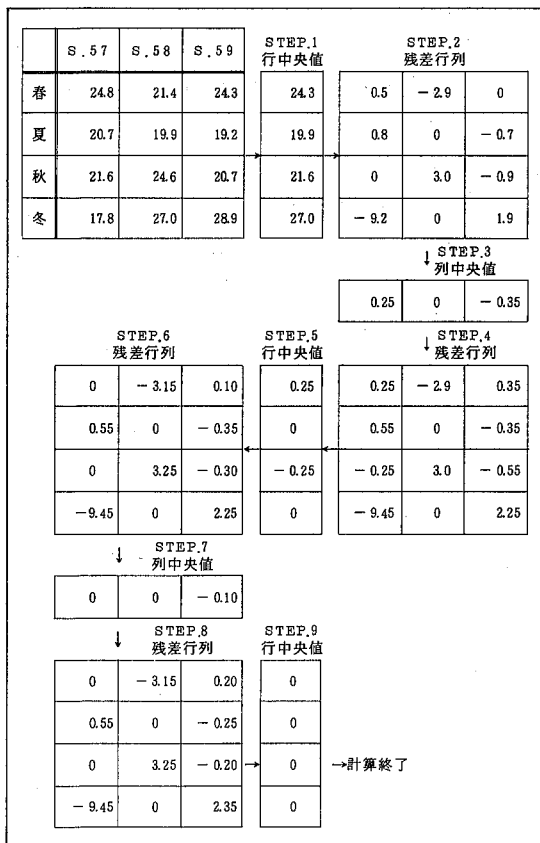 S.57 S.58 S.59
春 24.8 21.4 24.3
夏 20.7 19.9 19.2
秋 21.6 24.6 20.7
冬 17.8 27.0 28.9
STEP.1
行中央値
24.3
19.9
21.6
27.0
STEP.2
残差行列
0.5 -2.9 0
0.8 0 -0.7
0 3.0 -0.9
-9.2 0 1.9
↓ STEP.3
列中央値
0.25 0 -0.35
↓ STEP.4
残差行列
0.25 -2.9 0.35
0.55 0 -0.35
-0.25 3.0 -0.55
-9.45 0 2.25
STEP.5
行中央値
0.25
0
-0.25
0
STEP.6
残差行列
0 -3.15 0.10
0.55 0 -0.35
0 3.25 -0.30
-9.45 0 2.25
↓ STEP.7
列中央値
0 0 -0.10
↓ STEP.8
残差行列
0 -3.15 0.20
0.55 0 -0.25
0 3.25 -0.20
-9.45 0 2.35
STEP.9
行中央値
0
0
0
0
→計算終了